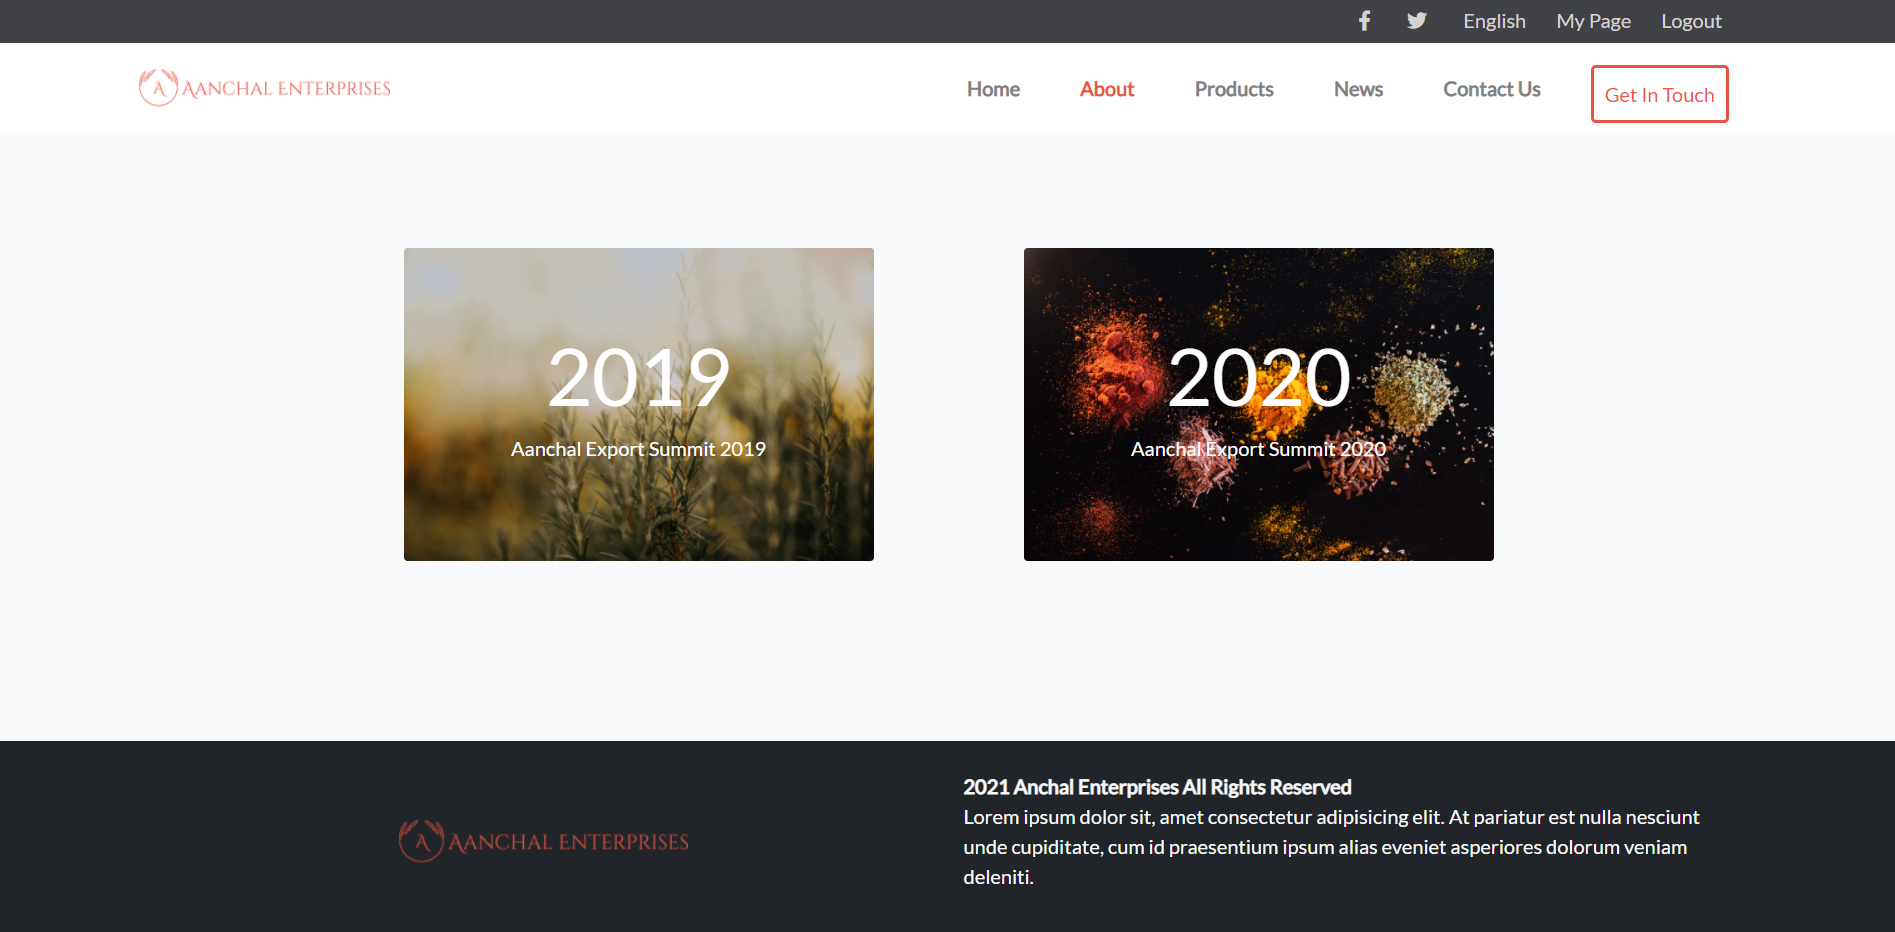 English My Page Logout
A AANCHAL ENTERPRISES
Home About Products News Contact Us Get In Touch
2019
Aanchal Export Summit 2019
2020
Aanchal Export Summit 2020
A AANCHAL ENTERPRISES
2021 Anchal Enterprises All Rights Reserved
Lorem ipsum dolor sit, amet consectetur adipisicing elit. At pariatur est nulla nesciunt
unde cupiditate, cum id praesentium ipsum alias eveniet asperiores dolorum veniam
deleniti.